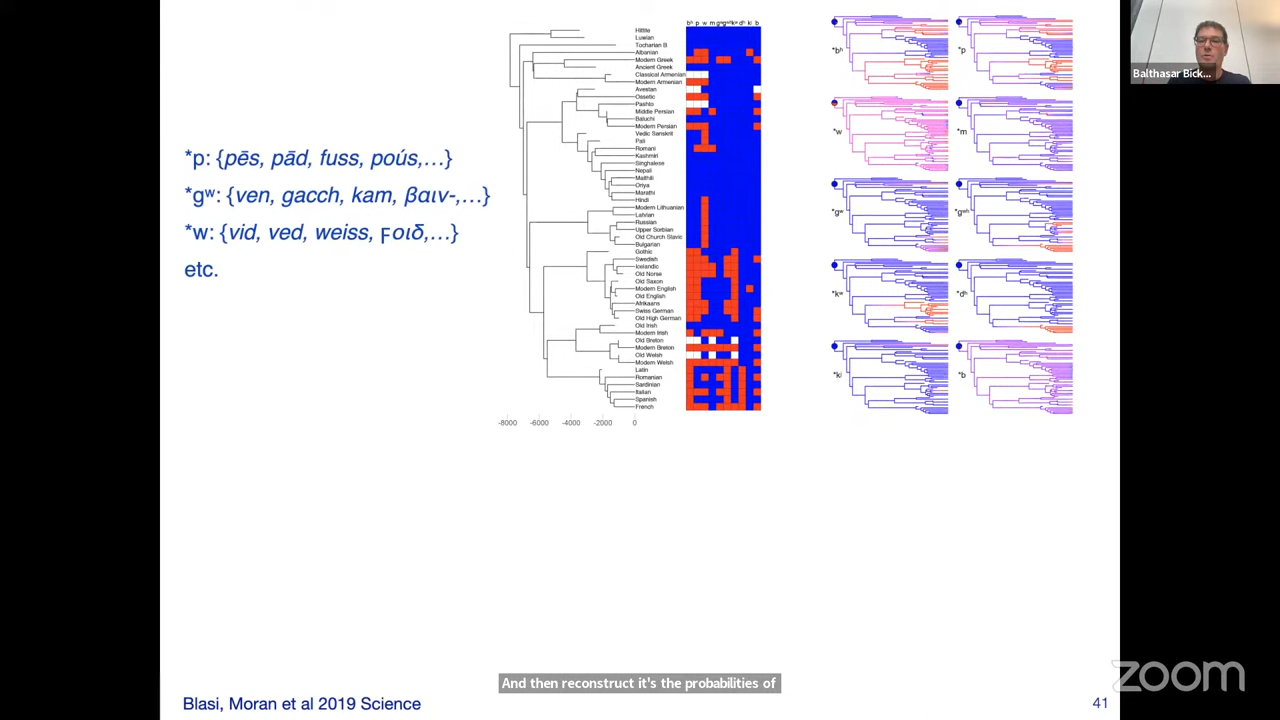 *p: {pēs, pād, fuss, poús,…}
*gʷ: {ven, gacch, kam, βαιν-,…}
*w: {vid, ved, weiss, ϝοιδ,…}
etc.
Hittite
Luwian
Tocharian B
Albanian
Modern Greek
Ancient Greek
Classical Armenian
Modern Armenian
Avestan
Ossetic
Pashto
Middle Persian
Baluchi
Modern Persian
Vedic Sanskrit
Pali
Romani
Kashmiri
Singhalese
Nepali
Maithili
Oriya
Marathi
Hindi
Modern Lithuanian
Latvian
Russian
Upper Sorbian
Old Church Slavic
Bulgarian
Gothic
Swedish
Icelandic
Old Norse
Old Saxon
Modern English
Old English
Afrikaans
Swiss German
Old High German
Old Irish
Modern Irish
Old Breton
Modern Breton
Old Welsh
Modern Welsh
Latin
Romanian
Sardinian
Italian
Spanish
French
-8000 -6000 -4000 -2000 0
*bʰ *p
*w *m
*gʷ *gʷʰ
*kʷ *dʰ
*b
Balthasar Bick...
And then reconstruct it's the probabilities of
zoom
Blasi, Moran et al 2019 Science
41